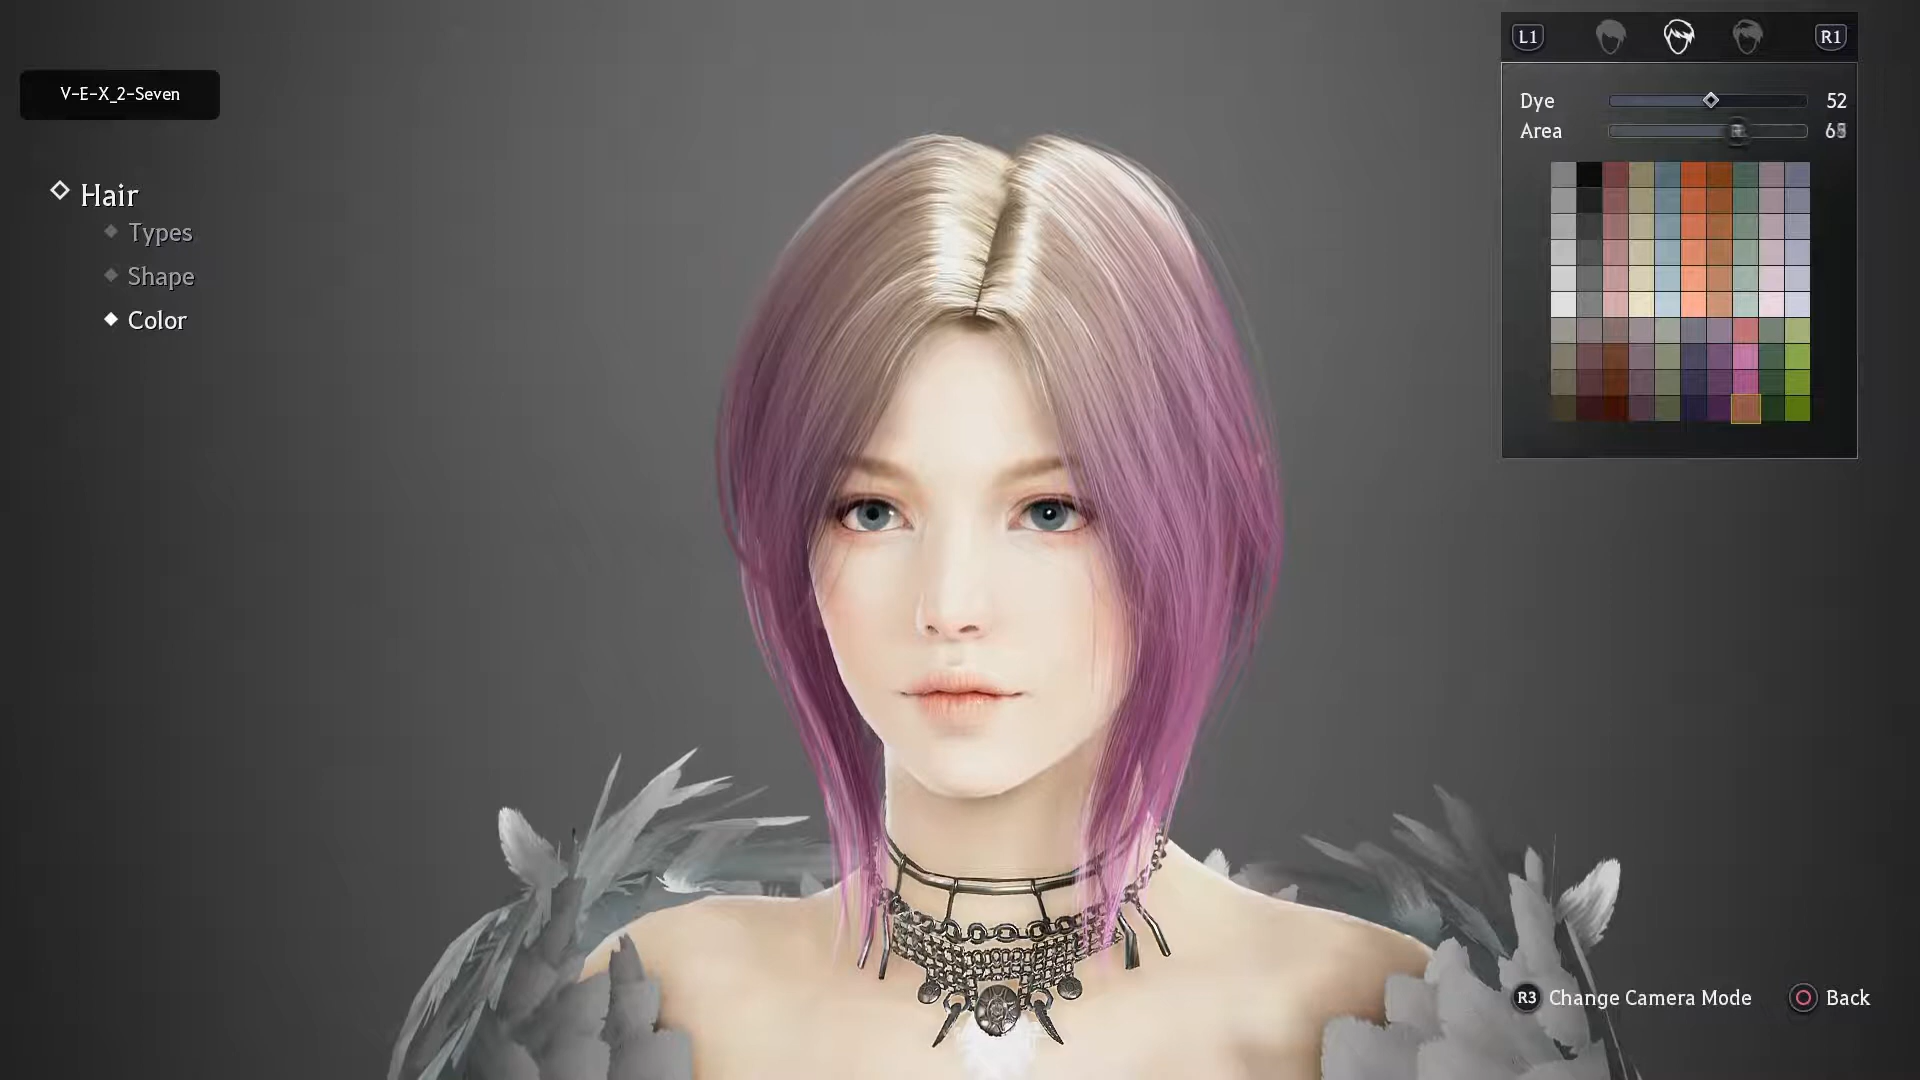 L1
R1
V-E-X_2-Seven
Dye 52
Area
Hair
Types
Shape
Color
R3 Change Camera Mode
Back